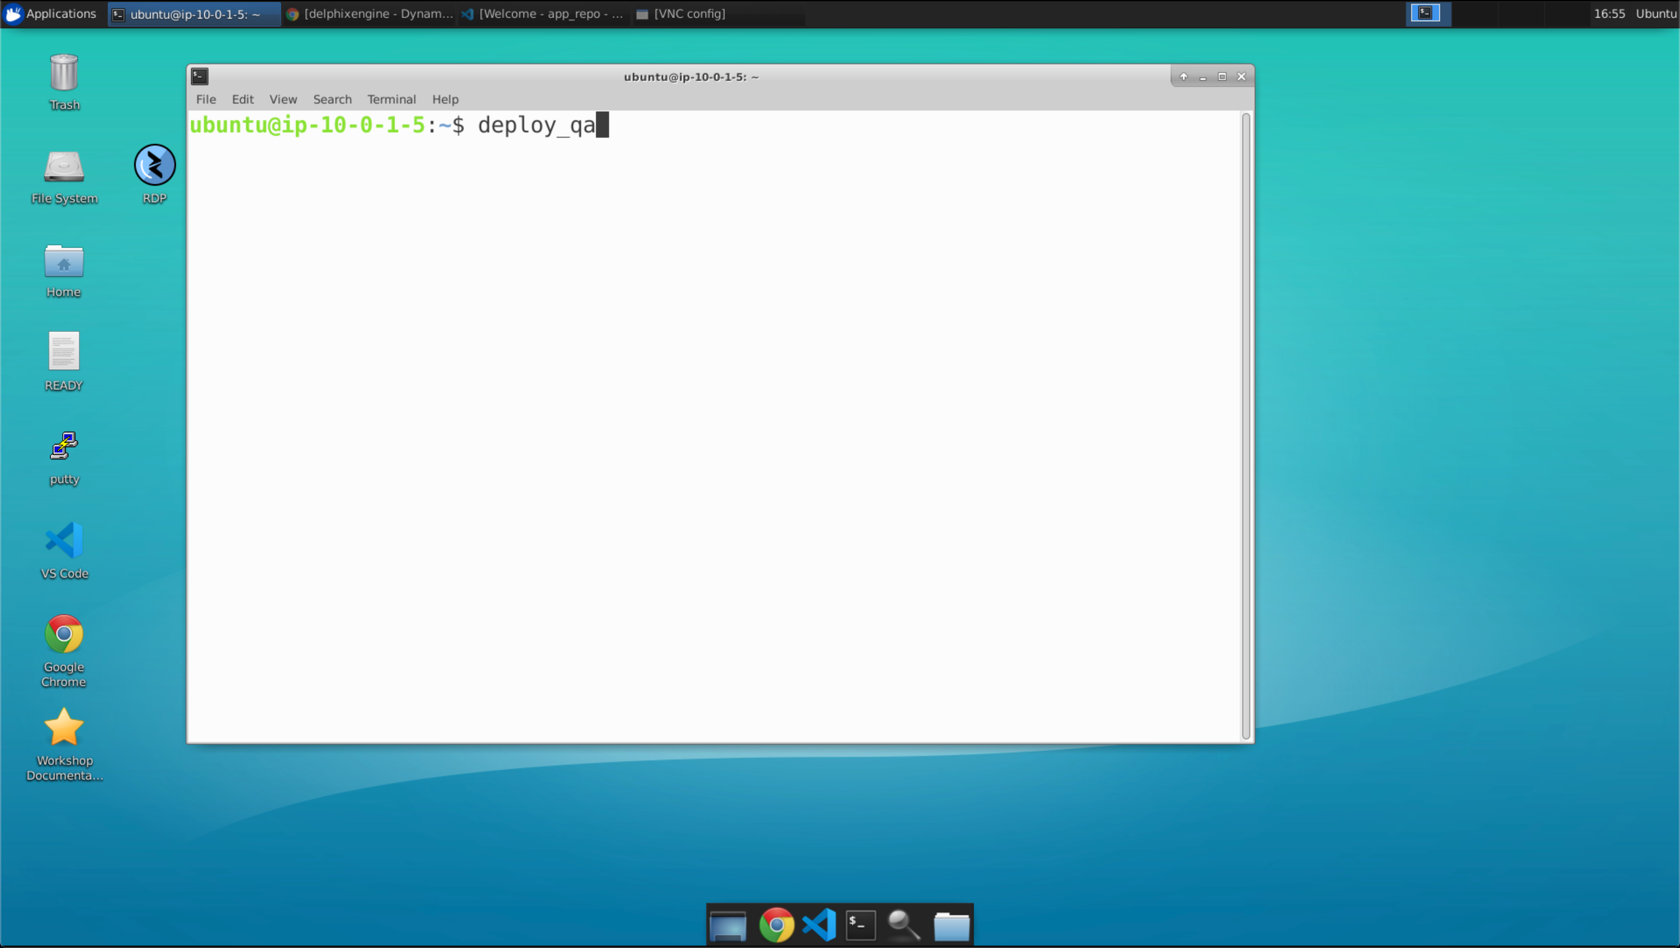 Applications
ubuntu@ip-10-0-1-5: ~
[delphixengine - Dynam...
[Welcome - app_repo - ...
[VNC config]
16:55
Ubuntu
ubuntu@ip-10-0-1-5: ~
File Edit View Search Terminal Help
ubuntu@ip-10-0-1-5:~$ deploy_qa
Trash
File System
RDP
Home
READY
putty
VS Code
Google
Chrome
Workshop
Documenta...